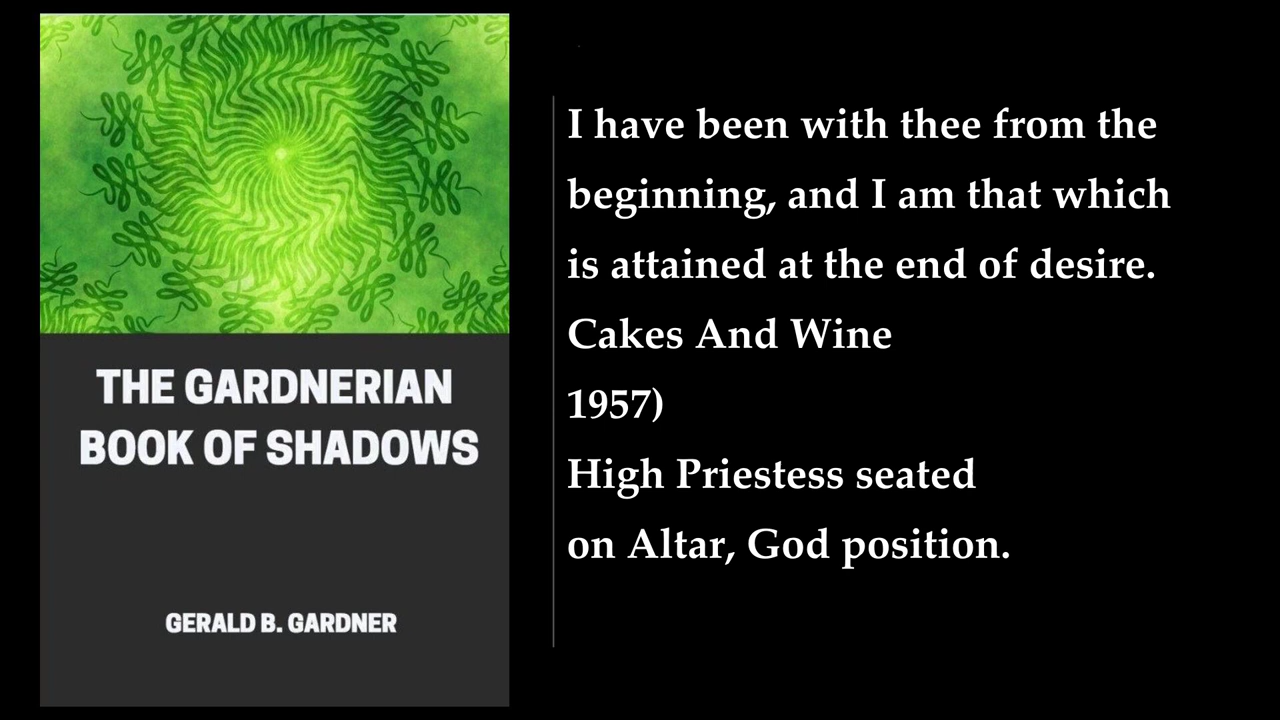 THE GARDNERIAN
BOOK OF SHADOWS
GERALD B. GARDNER
I have been with thee from the
beginning, and I am that which
is attained at the end of desire.
Cakes And Wine
1957)
High Priestess seated
on Altar, God position.